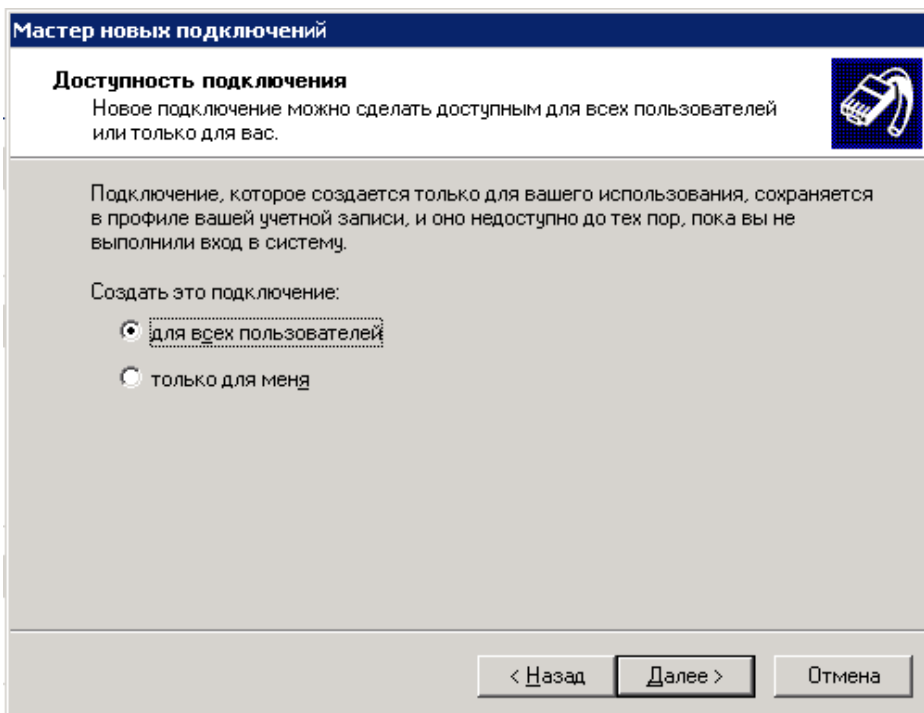 Мастер новых подключений
Доступность подключения
Новое подключение можно сделать доступным для всех пользователей
или только для вас.
Подключение, которое создается только для вашего использования, сохраняется
в профиле вашей учетной записи, и оно недоступно до тех пор, пока вы не
выполнили вход в систему.
Создать это подключение:
для всех пользователей
только для меня
< Назад
Далее >
Отмена